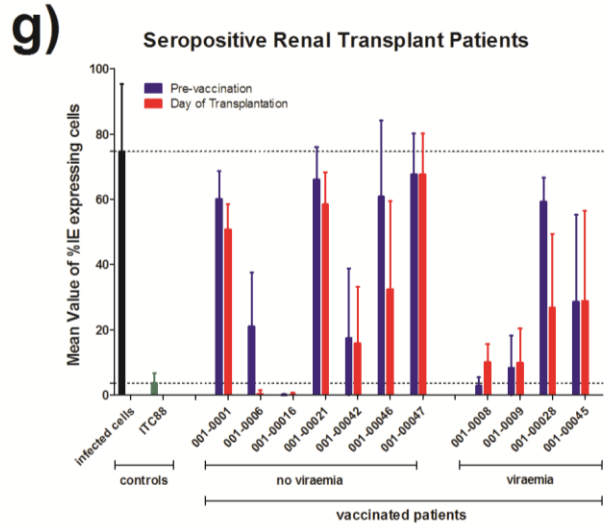 g)
Seropositive Renal Transplant Patients
Mean Value of %IE expressing cells
100
80
60
40
20
0
Pre-vaccination
Day of Transplantation
infected cells
ITC88
001-0001
001-0006
001-00016
001-00021
001-00042
001-00046
001-00047
001-0008
001-0009
001-00028
001-00045
controls
no viraemia
viraemia
vaccinated patients